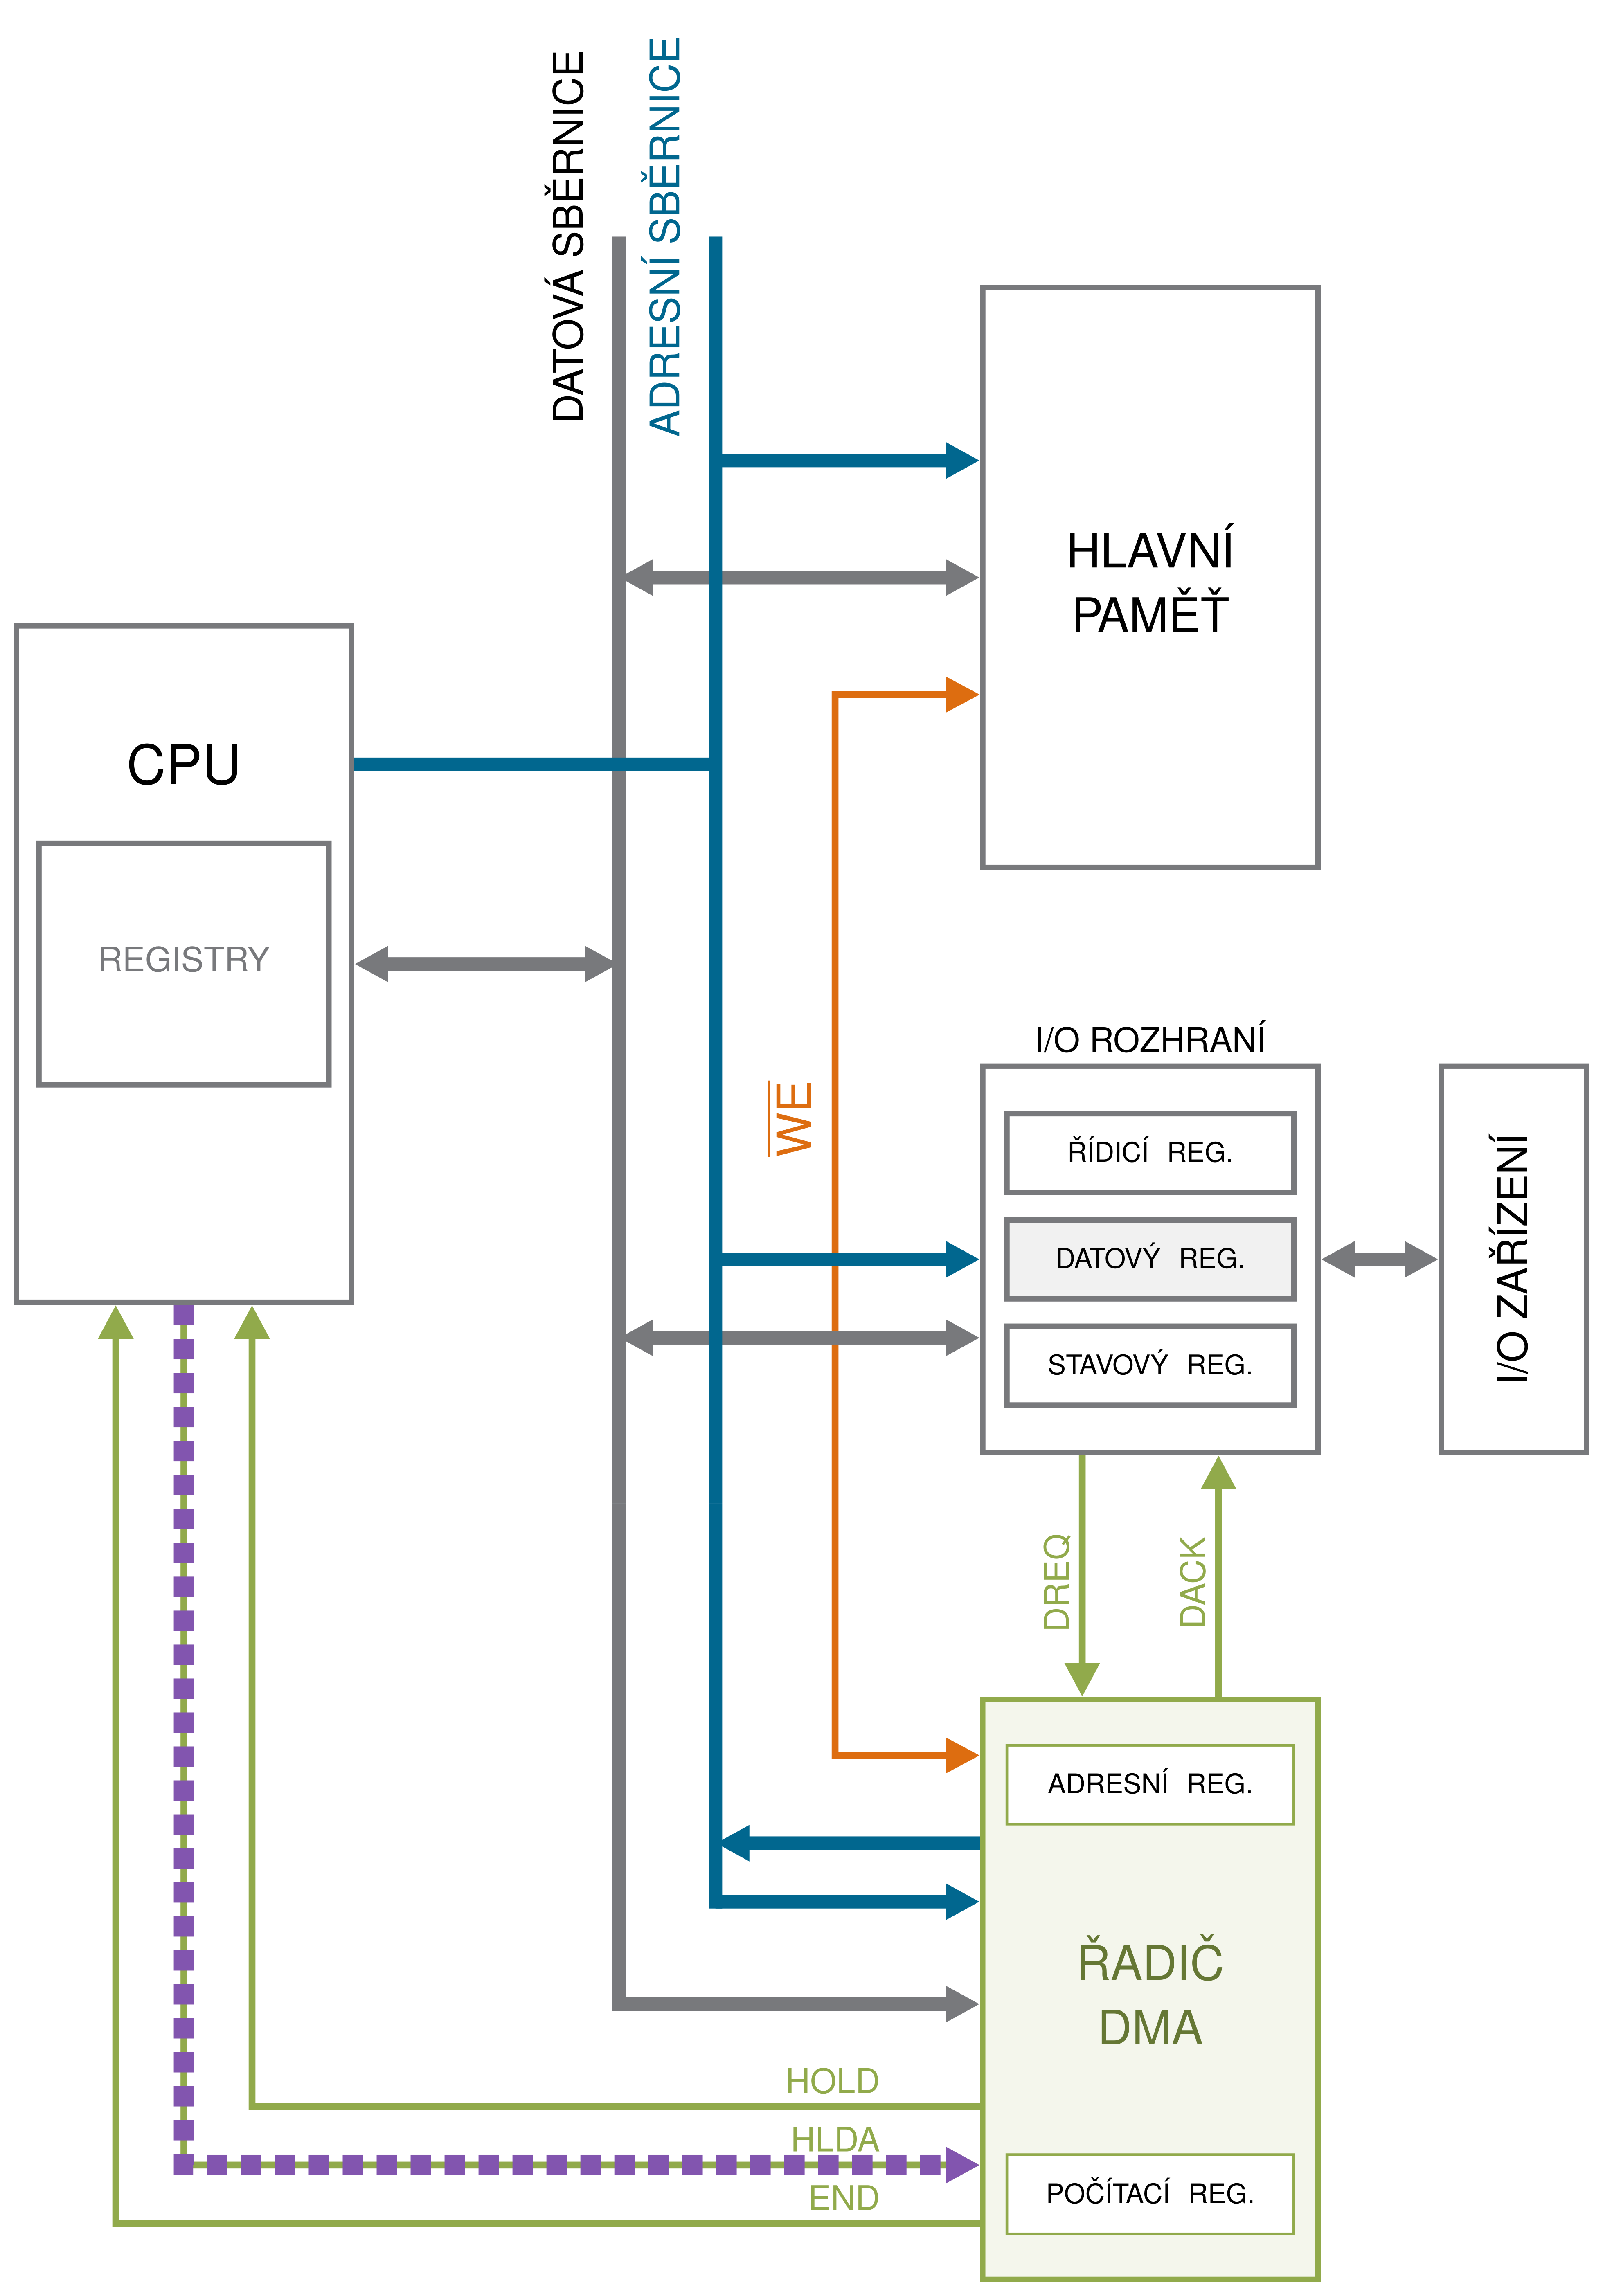 DATOVÁ SBĚRNICE
ADRESNÍ SBĚRNICE
HLAVNÍ
PAMĚŤ
CPU
REGISTRY
I/O ROZHRANÍ
WE
ŘÍDICÍ REG.
DATOVÝ REG.
STAVOVÝ REG.
I/O ZAŘÍZENÍ
DREQ
DACK
ADRESNÍ REG.
ŘADIČ
DMA
HOLD
HLDA
END
POČÍTACÍ REG.